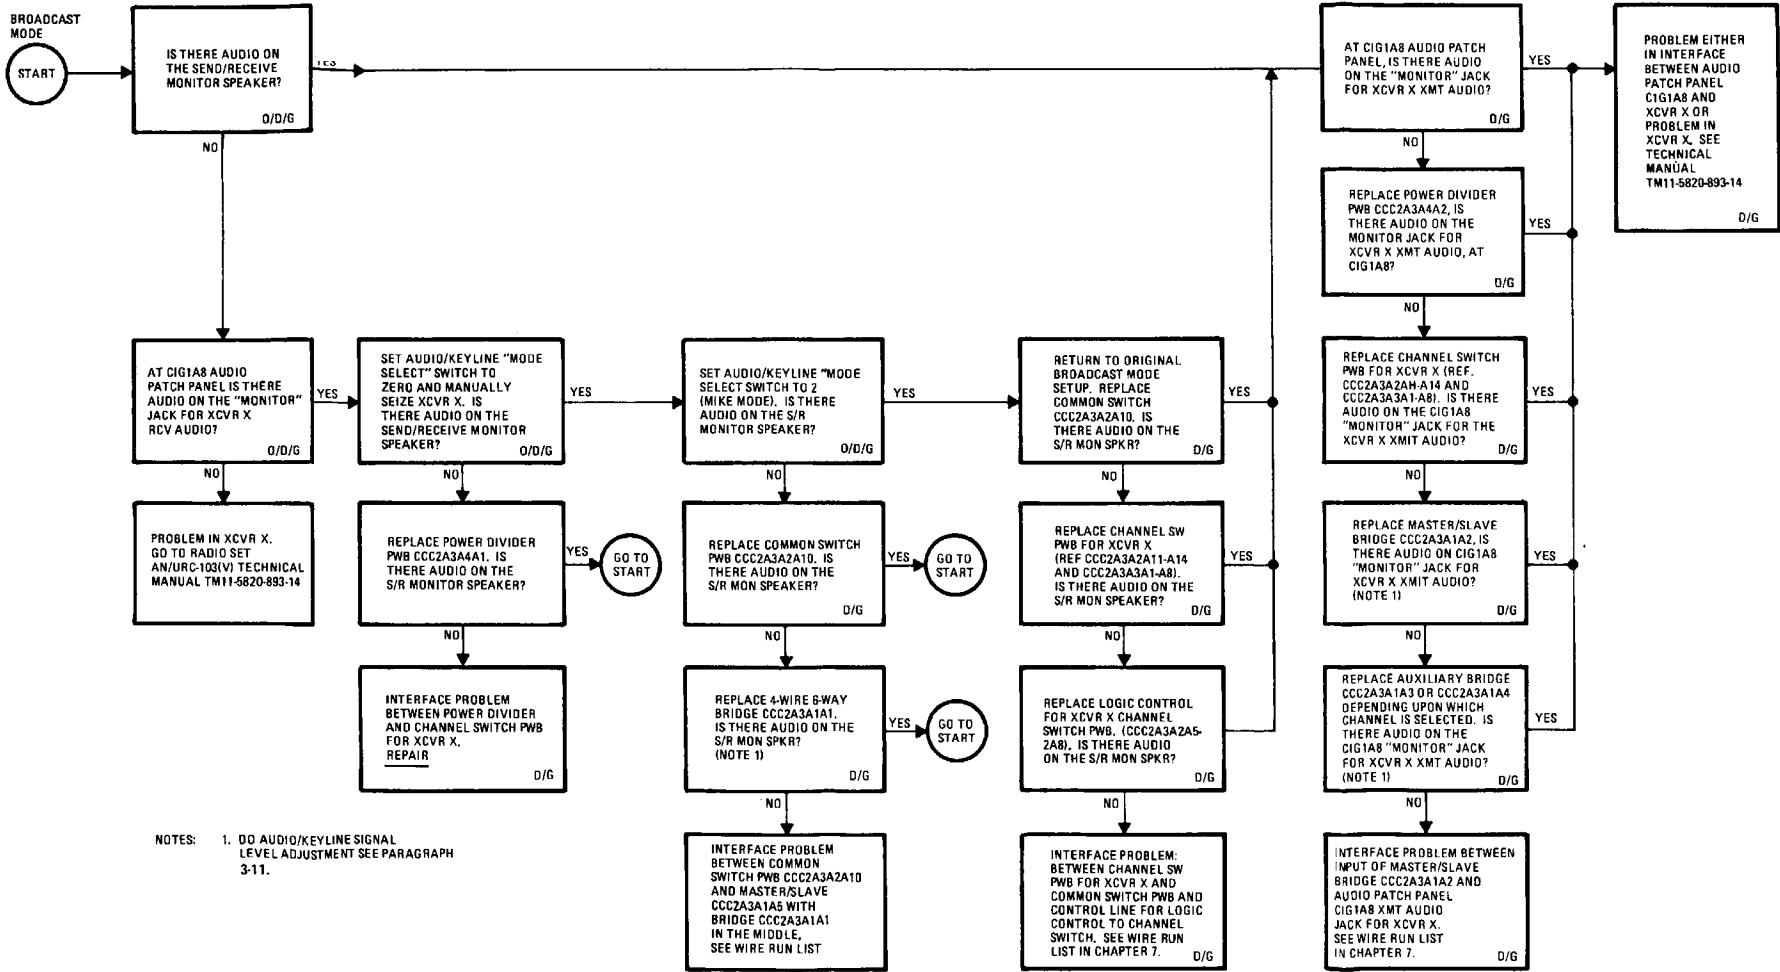 BROADCAST
MODE
START
IS THERE AUDIO ON
THE SEND/RECEIVE
MONITOR SPEAKER?
O/D/G
YES
NO
AT CIG1A8 AUDIO PATCH
PANEL, IS THERE AUDIO
ON THE "MONITOR" JACK
FOR XCVR X XMT AUDIO?
O/G
YES
NO
PROBLEM EITHER
IN INTERFACE
BETWEEN AUDIO
PATCH PANEL
C1G1A8 AND
XCVR X OR
PROBLEM IN
XCVR X. SEE
TECHNICAL
MANUAL
TM11-5820-893-14
D/G
REPLACE POWER DIVIDER
PWB CCC2A3A4A2, IS
THERE AUDIO ON THE
MONITOR JACK FOR
XCVR X XMT AUDIO, AT
CIG1A8?
D/G
YES
NO
AT CIG1A8 AUDIO
PATCH PANEL IS THERE
AUDIO ON THE "MONITOR"
JACK FOR XCVR X
RCV AUDIO?
O/D/G
YES
NO
SET AUDIO/KEYLINE "MODE
SELECT" SWITCH TO
ZERO AND MANUALLY
SEIZE XCVR X. IS
THERE AUDIO ON THE
SEND/RECEIVE MONITOR
SPEAKER?
O/D/G
YES
NO
SET AUDIO/KEYLINE "MODE
SELECT SWITCH TO 2
(MIKE MODE). IS THERE
AUDIO ON THE S/R
MONITOR SPEAKER?
O/D/G
YES
NO
RETURN TO ORIGINAL
BROADCAST MODE
SETUP. REPLACE
COMMON SWITCH
CCC2A3A2A10. IS
THERE AUDIO ON THE
S/R MON SPKR?
D/G
YES
NO
REPLACE CHANNEL SWITCH
PWB FOR XCVR X (REF.
CCC2A3A2AH-A14 AND
CCC2A3A3A1-A8). IS THERE
AUDIO ON THE CIG1A8
"MONITOR" JACK FOR THE
XCVR X XMIT AUDIO?
D/G
YES
NO
PROBLEM IN XCVR X.
GO TO RADIO SET
AN/URC-103(V) TECHNICAL
MANUAL TM11-5820-893-14
REPLACE POWER DIVIDER
PWB CCC2A3A4A1. IS
THERE AUDIO ON THE
S/R MONITOR SPEAKER?
YES
NO
GO TO
START
REPLACE COMMON SWITCH
PWB CCC2A3A2A10. IS
THERE AUDIO ON THE
S/R MON SPEAKER?
D/G
YES
NO
GO TO
START
REPLACE CHANNEL SW
PWB FOR XCVR X
(REF CCC2A3A2A11-A14
AND CCC2A3A3A1-A8).
IS THERE AUDIO ON THE
S/R MON SPEAKER?
D/G
YES
NO
REPLACE MASTER/SLAVE
BRIDGE CCC2A3A1A2, IS
THERE AUDIO ON CIG1A8
"MONITOR" JACK FOR
XCVR X XMIT AUDIO?
(NOTE 1)
D/G
YES
NO
INTERFACE PROBLEM
BETWEEN POWER DIVIDER
AND CHANNEL SWITCH PWB
FOR XCVR X.
REPAIR
D/G
REPLACE 4-WIRE 6-WAY
BRIDGE CCC2A3A1A1.
IS THERE AUDIO ON THE
S/R MON SPKR?
(NOTE 1)
D/G
YES
NO
GO TO
START
REPLACE LOGIC CONTROL
FOR XCVR X CHANNEL
SWITCH PWB. (CCC2A3A2A5-
2A8). IS THERE AUDIO
ON THE S/R MON SPKR?
D/G
YES
NO
REPLACE AUXILIARY BRIDGE
CCC2A3A1A3 OR CCC2A3A1A4
DEPENDING UPON WHICH
CHANNEL IS SELECTED. IS
THERE AUDIO ON THE
CIG1A8 "MONITOR" JACK
FOR XCVR X XMT AUDIO?
(NOTE 1)
D/G
YES
NO
NOTES: 1. DO AUDIO/KEYLINE SIGNAL
LEVEL ADJUSTMENT SEE PARAGRAPH
3-11.
INTERFACE PROBLEM
BETWEEN COMMON
SWITCH PWB CCC2A3A2A10
AND MASTER/SLAVE
CCC2A3A1A5 WITH
BRIDGE CCC2A3A1A1
IN THE MIDDLE.
SEE WIRE RUN LIST
INTERFACE PROBLEM:
BETWEEN CHANNEL SW
PWB FOR XCVR X AND
COMMON SWITCH PWB AND
CONTROL LINE FOR LOGIC
CONTROL TO CHANNEL
SWITCH. SEE WIRE RUN
LIST IN CHAPTER 7.
D/G
INTERFACE PROBLEM BETWEEN
INPUT OF MASTER/SLAVE
BRIDGE CCC2A3A1A2 AND
AUDIO PATCH PANEL
CIG1A8 XMT AUDIO
JACK FOR XCVR X.
SEE WIRE RUN LIST
IN CHAPTER 7.
D/G